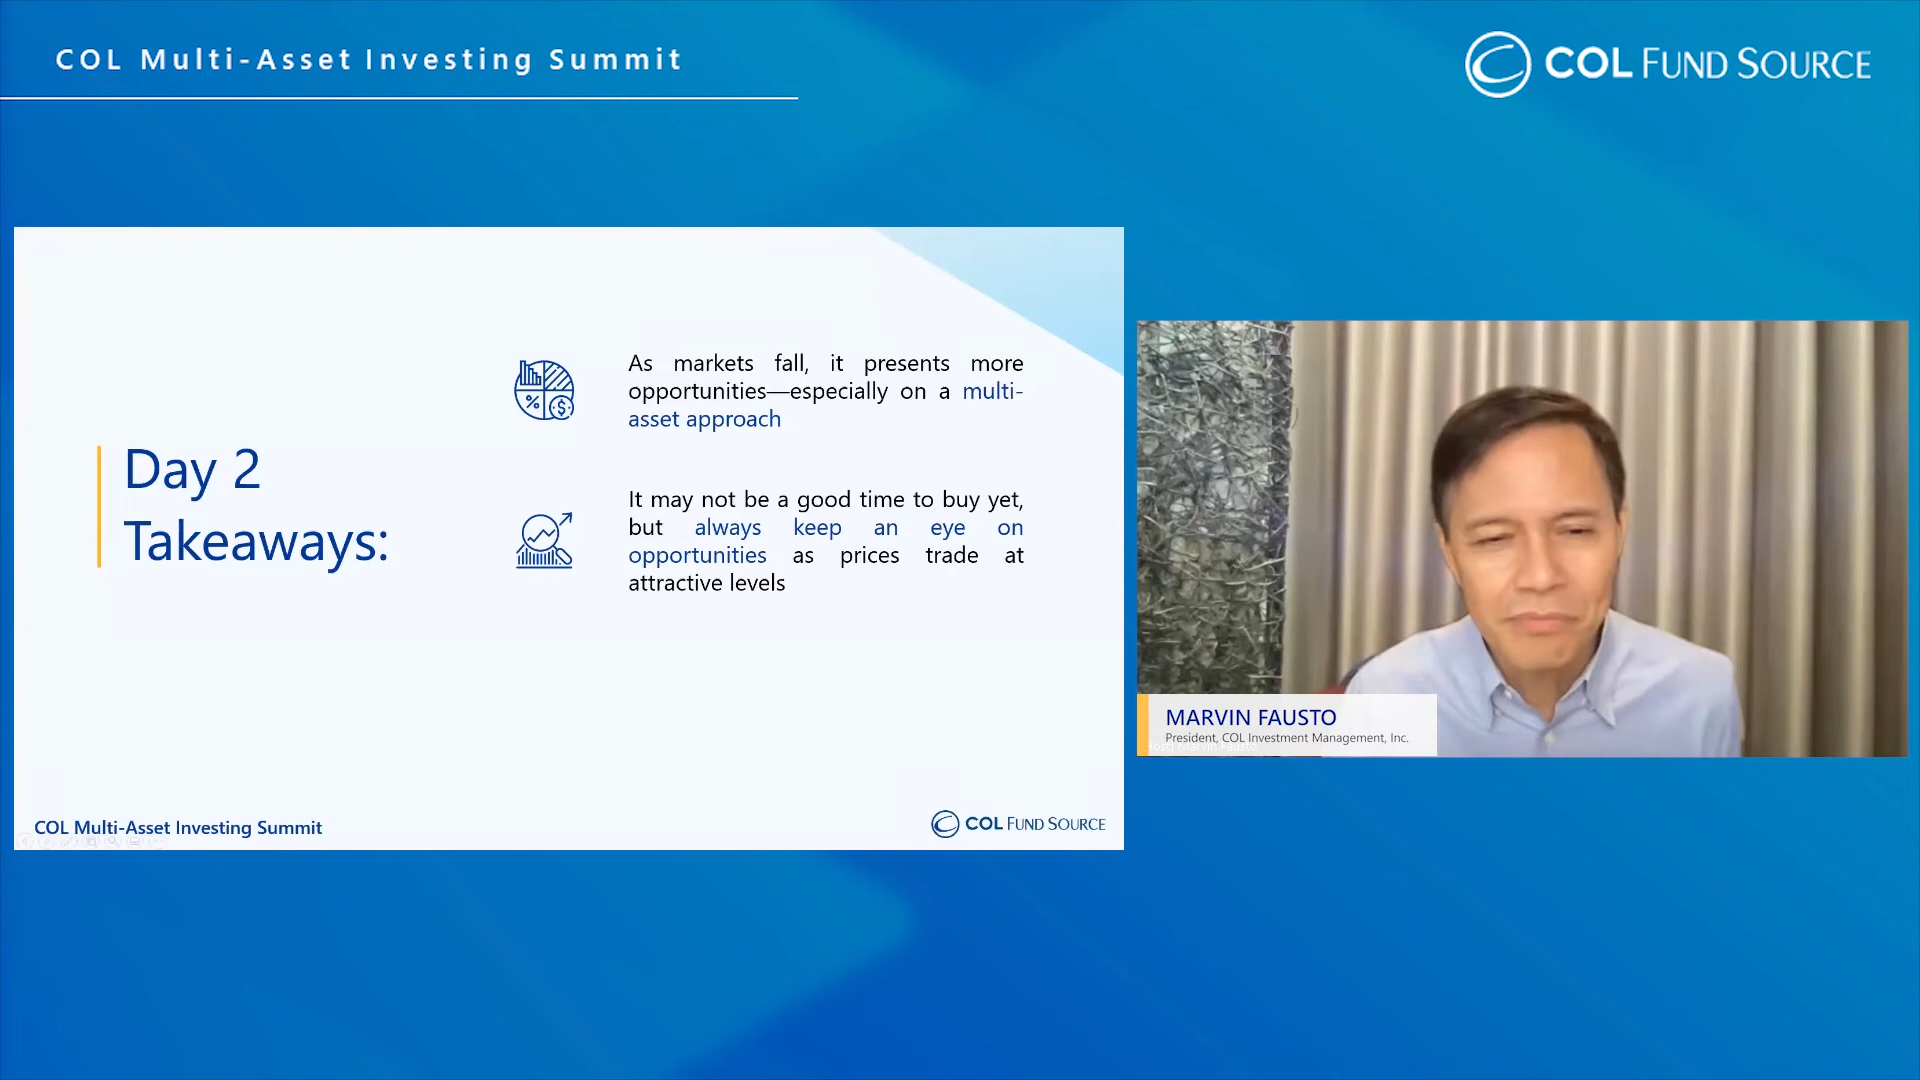 COL Multi-Asset Investing Summit
COL FUND SOURCE
Day 2
Takeaways:
As markets fall, it presents more
opportunities—especially on a multi-
asset approach
It may not be a good time to buy yet,
but always keep an eye on
opportunities as prices trade at
attractive levels
COL Multi-Asset Investing Summit
COL FUND SOURCE
MARVIN FAUSTO
President, COL Investment Management, Inc.
Marvin Fausto